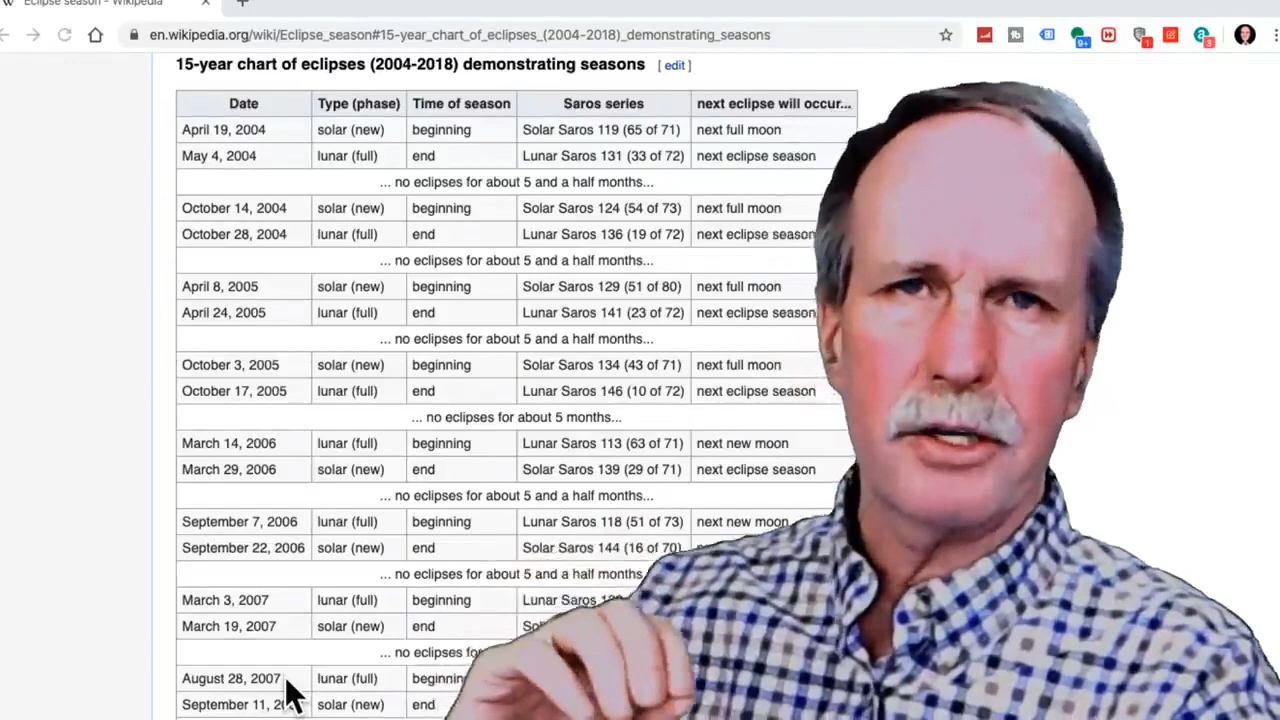 Eclipse season - Wikipedia
en.wikipedia.org/wiki/Eclipse_season#15-year_chart_of_eclipses_(2004-2018)_demonstrating_seasons
9+ 1 3
15-year chart of eclipses (2004-2018) demonstrating seasons [ edit ]
Date Type (phase) Time of season Saros series next eclipse will occur...
April 19, 2004 solar (new) beginning Solar Saros 119 (65 of 71) next full moon
May 4, 2004 lunar (full) end Lunar Saros 131 (33 of 72) next eclipse season
... no eclipses for about 5 and a half months...
October 14, 2004 solar (new) beginning Solar Saros 124 (54 of 73) next full moon
October 28, 2004 lunar (full) end Lunar Saros 136 (19 of 72) next eclipse season
... no eclipses for about 5 and a half months...
April 8, 2005 solar (new) beginning Solar Saros 129 (51 of 80) next full moon
April 24, 2005 lunar (full) end Lunar Saros 141 (23 of 72) next eclipse season
... no eclipses for about 5 and a half months...
October 3, 2005 solar (new) beginning Solar Saros 134 (43 of 71) next full moon
October 17, 2005 lunar (full) end Lunar Saros 146 (10 of 72) next eclipse season
... no eclipses for about 5 months...
March 14, 2006 lunar (full) beginning Lunar Saros 113 (63 of 71) next new moon
March 29, 2006 solar (new) end Solar Saros 139 (29 of 71) next eclipse season
... no eclipses for about 5 and a half months...
September 7, 2006 lunar (full) beginning Lunar Saros 118 (51 of 73) next new moon
September 22, 2006 solar (new) end Solar Saros 144 (16 of 70)
... no eclipses for about 5 and a half months
March 3, 2007 lunar (full) beginning Lunar Saros
March 19, 2007 solar (new) end
... no eclipses
August 28, 2007 lunar (full) beginning
September 11, solar (new) end